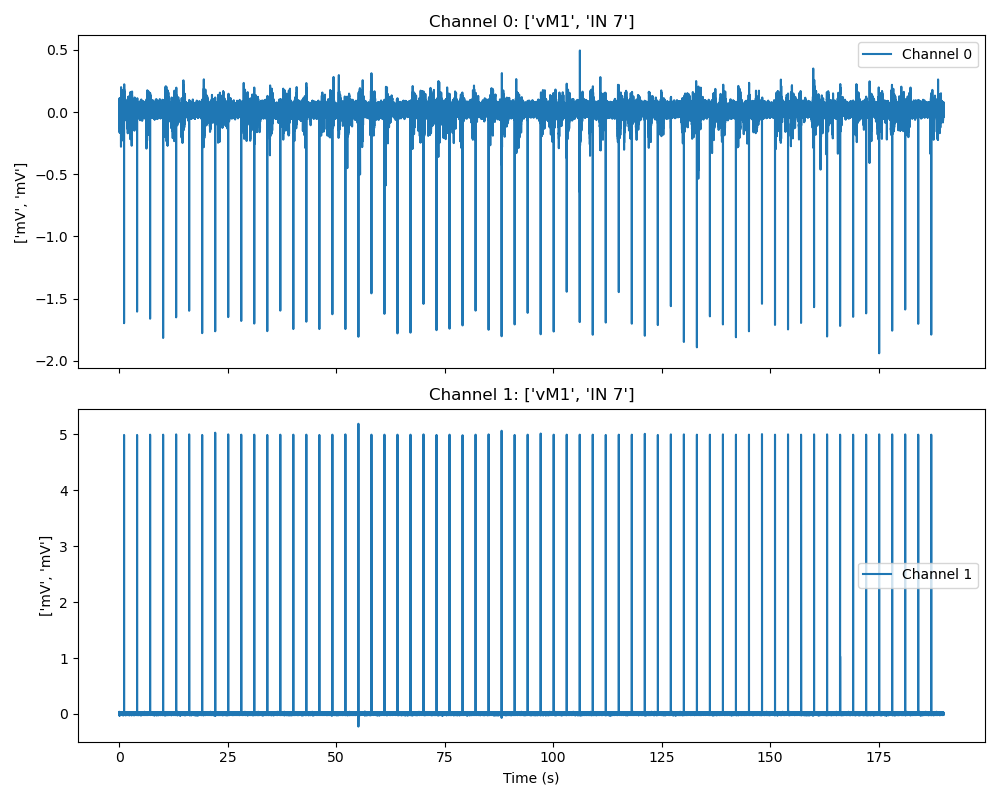 Channel 0: ['vM1', 'IN 7']
Channel 0
0.5
0.0
−0.5
−1.0
−1.5
−2.0
['mV', 'mV']
Channel 1: ['vM1', 'IN 7']
Channel 1
5
4
3
2
1
0
['mV', 'mV']
0 25 50 75 100 125 150 175
Time (s)